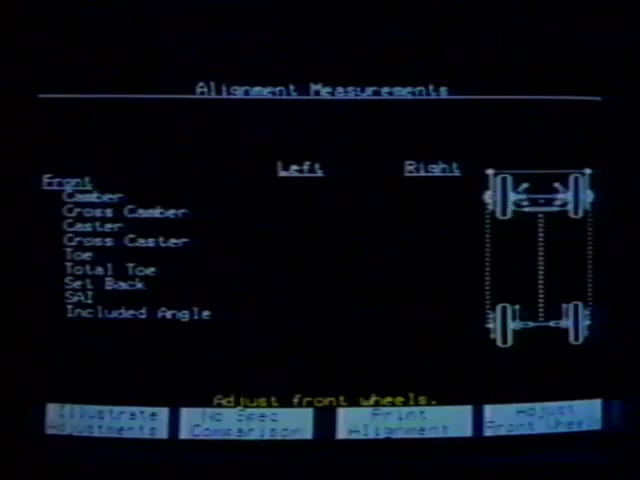 Alignment Measurements
Left Right
Front
Camber
Cross Camber
Caster
Cross Caster
Toe
Total Toe
Set Back
SAI
Included Angle
Adjust front wheels.
Illustrate Adjustments
No Spec Comparison
Print Alignment
Adjust Front Wheels